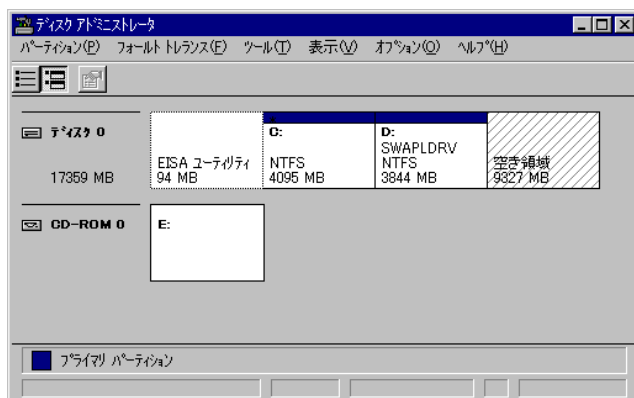 ﾃﾞｨｽｸ ｱﾄﾞﾐﾆｽﾄﾚｰﾀ
ﾊﾟｰﾃｨｼｮﾝ(P) ﾌｫｰﾙﾄ ﾄﾚﾗﾝｽ(F) ﾂｰﾙ(T) 表示(V) ｵﾌﾟｼｮﾝ(O) ﾍﾙﾌﾟ(H)
ﾃﾞｨｽｸ 0
17359 MB
EISA ﾕｰﾃｨﾘﾃｨ
94 MB
C:
NTFS
4095 MB
D:
SWAPLDRV
NTFS
3844 MB
空き領域
9327 MB
CD-ROM 0
E:
ﾌﾟﾗｲﾏﾘ ﾊﾟｰﾃｨｼｮﾝ